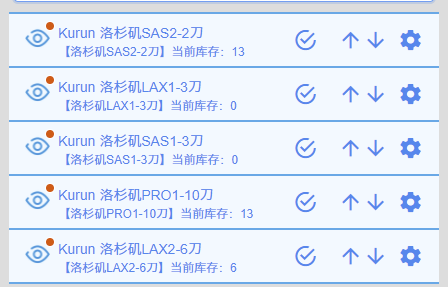 Kurun 洛杉矶SAS2-2刀
【洛杉矶SAS2-2刀】当前库存：13
Kurun 洛杉矶LAX1-3刀
【洛杉矶LAX1-3刀】当前库存：0
Kurun 洛杉矶SAS1-3刀
【洛杉矶SAS1-3刀】当前库存：0
Kurun 洛杉矶PRO1-10刀
【洛杉矶PRO1-10刀】当前库存：13
Kurun 洛杉矶LAX2-6刀
【洛杉矶LAX2-6刀】当前库存：6